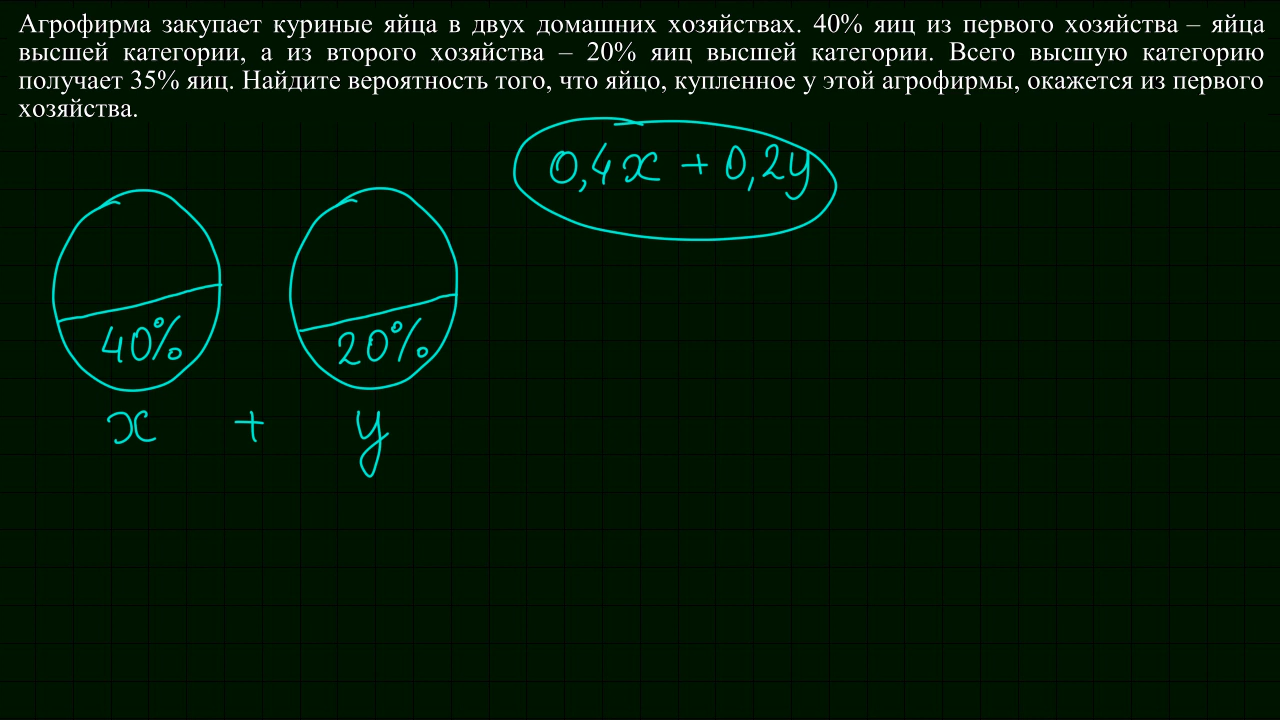 Агрофирма закупает куриные яйца в двух домашних хозяйствах. 40% яиц из первого хозяйства – яйца
высшей категории, а из второго хозяйства – 20% яиц высшей категории. Всего высшую категорию
получает 35% яиц. Найдите вероятность того, что яйцо, купленное у этой агрофирмы, окажется из первого
хозяйства.
0,4x + 0,2y
40% 20%
x + y